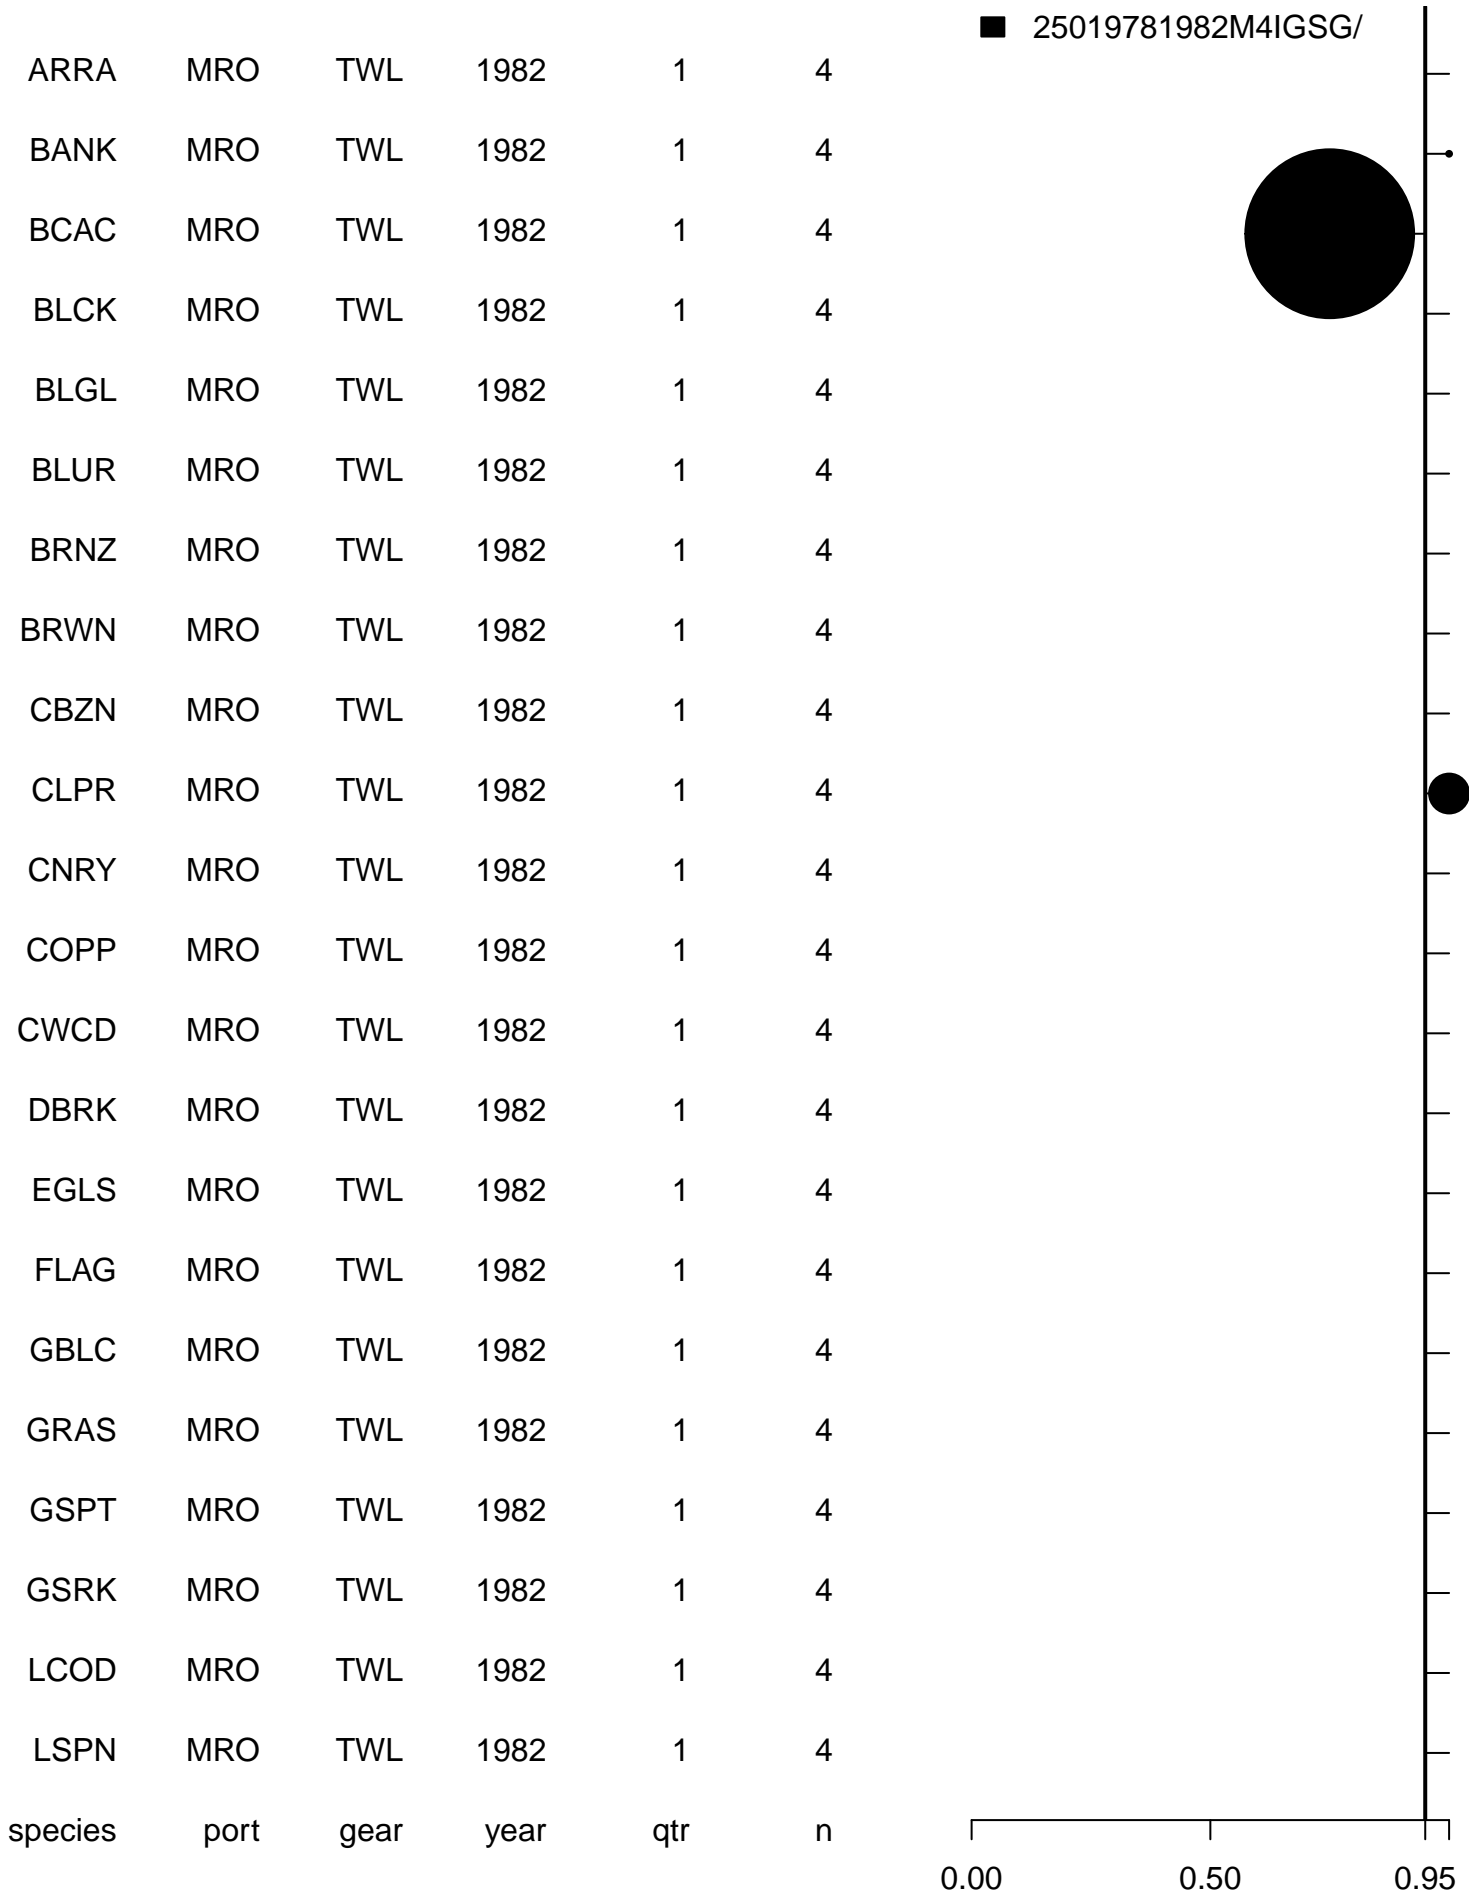 25019781982M4IGSG/
ARRA MRO TWL 1982 1 4
BANK MRO TWL 1982 1 4
BCAC MRO TWL 1982 1 4
BLCK MRO TWL 1982 1 4
BLGL MRO TWL 1982 1 4
BLUR MRO TWL 1982 1 4
BRNZ MRO TWL 1982 1 4
BRWN MRO TWL 1982 1 4
CBZN MRO TWL 1982 1 4
CLPR MRO TWL 1982 1 4
CNRY MRO TWL 1982 1 4
COPP MRO TWL 1982 1 4
CWCD MRO TWL 1982 1 4
DBRK MRO TWL 1982 1 4
EGLS MRO TWL 1982 1 4
FLAG MRO TWL 1982 1 4
GBLC MRO TWL 1982 1 4
GRAS MRO TWL 1982 1 4
GSPT MRO TWL 1982 1 4
GSRK MRO TWL 1982 1 4
LCOD MRO TWL 1982 1 4
LSPN MRO TWL 1982 1 4
species port gear year qtr n
0.00 0.50 0.95